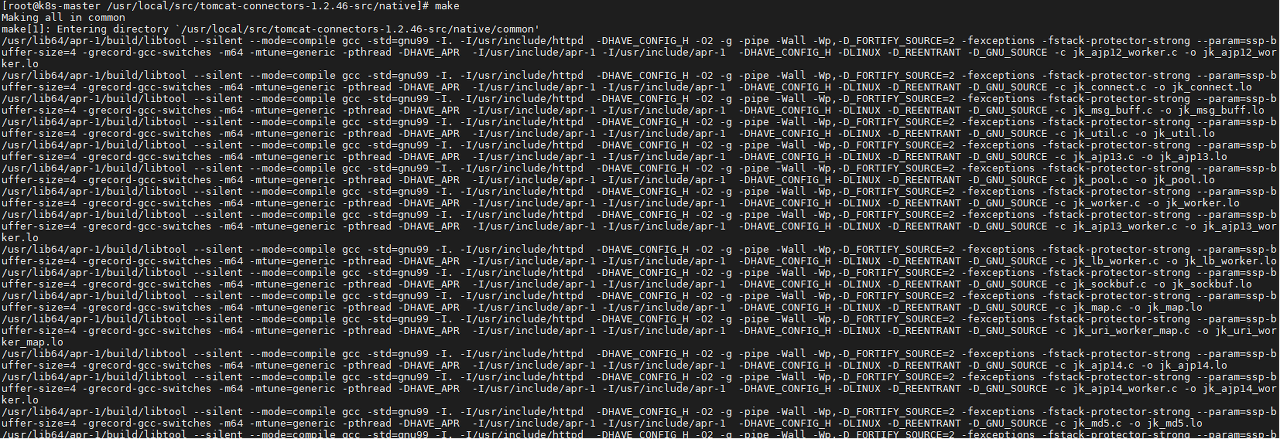 [root@k8s-master /usr/local/src/tomcat-connectors-1.2.46-src/native]# make
Making all in common
make[1]: Entering directory `/usr/local/src/tomcat-connectors-1.2.46-src/native/common'
/usr/lib64/apr-1/build/libtool --silent --mode=compile gcc -std=gnu99 -I. -I/usr/include/httpd  -DHAVE_CONFIG_H -O2 -g -pipe -Wall -Wp,-D_FORTIFY_SOURCE=2 -fexceptions -fstack-protector-strong --param=ssp-b
uffer-size=4 -grecord-gcc-switches -m64 -mtune=generic -pthread -DHAVE_APR  -I/usr/include/apr-1 -I/usr/include/apr-1  -DHAVE_CONFIG_H -DLINUX -D_REENTRANT -D_GNU_SOURCE -c jk_ajp12_worker.c -o jk_ajp12_wor
ker.lo
/usr/lib64/apr-1/build/libtool --silent --mode=compile gcc -std=gnu99 -I. -I/usr/include/httpd  -DHAVE_CONFIG_H -O2 -g -pipe -Wall -Wp,-D_FORTIFY_SOURCE=2 -fexceptions -fstack-protector-strong --param=ssp-b
uffer-size=4 -grecord-gcc-switches -m64 -mtune=generic -pthread -DHAVE_APR  -I/usr/include/apr-1 -I/usr/include/apr-1  -DHAVE_CONFIG_H -DLINUX -D_REENTRANT -D_GNU_SOURCE -c jk_connect.c -o jk_connect.lo
/usr/lib64/apr-1/build/libtool --silent --mode=compile gcc -std=gnu99 -I. -I/usr/include/httpd  -DHAVE_CONFIG_H -O2 -g -pipe -Wall -Wp,-D_FORTIFY_SOURCE=2 -fexceptions -fstack-protector-strong --param=ssp-b
uffer-size=4 -grecord-gcc-switches -m64 -mtune=generic -pthread -DHAVE_APR  -I/usr/include/apr-1 -I/usr/include/apr-1  -DHAVE_CONFIG_H -DLINUX -D_REENTRANT -D_GNU_SOURCE -c jk_msg_buff.c -o jk_msg_buff.lo
/usr/lib64/apr-1/build/libtool --silent --mode=compile gcc -std=gnu99 -I. -I/usr/include/httpd  -DHAVE_CONFIG_H -O2 -g -pipe -Wall -Wp,-D_FORTIFY_SOURCE=2 -fexceptions -fstack-protector-strong --param=ssp-b
uffer-size=4 -grecord-gcc-switches -m64 -mtune=generic -pthread -DHAVE_APR  -I/usr/include/apr-1 -I/usr/include/apr-1  -DHAVE_CONFIG_H -DLINUX -D_REENTRANT -D_GNU_SOURCE -c jk_util.c -o jk_util.lo
/usr/lib64/apr-1/build/libtool --silent --mode=compile gcc -std=gnu99 -I. -I/usr/include/httpd  -DHAVE_CONFIG_H -O2 -g -pipe -Wall -Wp,-D_FORTIFY_SOURCE=2 -fexceptions -fstack-protector-strong --param=ssp-b
uffer-size=4 -grecord-gcc-switches -m64 -mtune=generic -pthread -DHAVE_APR  -I/usr/include/apr-1 -I/usr/include/apr-1  -DHAVE_CONFIG_H -DLINUX -D_REENTRANT -D_GNU_SOURCE -c jk_ajp13.c -o jk_ajp13.lo
/usr/lib64/apr-1/build/libtool --silent --mode=compile gcc -std=gnu99 -I. -I/usr/include/httpd  -DHAVE_CONFIG_H -O2 -g -pipe -Wall -Wp,-D_FORTIFY_SOURCE=2 -fexceptions -fstack-protector-strong --param=ssp-b
uffer-size=4 -grecord-gcc-switches -m64 -mtune=generic -pthread -DHAVE_APR  -I/usr/include/apr-1 -I/usr/include/apr-1  -DHAVE_CONFIG_H -DLINUX -D_REENTRANT -D_GNU_SOURCE -c jk_pool.c -o jk_pool.lo
/usr/lib64/apr-1/build/libtool --silent --mode=compile gcc -std=gnu99 -I. -I/usr/include/httpd  -DHAVE_CONFIG_H -O2 -g -pipe -Wall -Wp,-D_FORTIFY_SOURCE=2 -fexceptions -fstack-protector-strong --param=ssp-b
uffer-size=4 -grecord-gcc-switches -m64 -mtune=generic -pthread -DHAVE_APR  -I/usr/include/apr-1 -I/usr/include/apr-1  -DHAVE_CONFIG_H -DLINUX -D_REENTRANT -D_GNU_SOURCE -c jk_worker.c -o jk_worker.lo
/usr/lib64/apr-1/build/libtool --silent --mode=compile gcc -std=gnu99 -I. -I/usr/include/httpd  -DHAVE_CONFIG_H -O2 -g -pipe -Wall -Wp,-D_FORTIFY_SOURCE=2 -fexceptions -fstack-protector-strong --param=ssp-b
uffer-size=4 -grecord-gcc-switches -m64 -mtune=generic -pthread -DHAVE_APR  -I/usr/include/apr-1 -I/usr/include/apr-1  -DHAVE_CONFIG_H -DLINUX -D_REENTRANT -D_GNU_SOURCE -c jk_ajp13_worker.c -o jk_ajp13_wor
ker.lo
/usr/lib64/apr-1/build/libtool --silent --mode=compile gcc -std=gnu99 -I. -I/usr/include/httpd  -DHAVE_CONFIG_H -O2 -g -pipe -Wall -Wp,-D_FORTIFY_SOURCE=2 -fexceptions -fstack-protector-strong --param=ssp-b
uffer-size=4 -grecord-gcc-switches -m64 -mtune=generic -pthread -DHAVE_APR  -I/usr/include/apr-1 -I/usr/include/apr-1  -DHAVE_CONFIG_H -DLINUX -D_REENTRANT -D_GNU_SOURCE -c jk_lb_worker.c -o jk_lb_worker.lo
/usr/lib64/apr-1/build/libtool --silent --mode=compile gcc -std=gnu99 -I. -I/usr/include/httpd  -DHAVE_CONFIG_H -O2 -g -pipe -Wall -Wp,-D_FORTIFY_SOURCE=2 -fexceptions -fstack-protector-strong --param=ssp-b
uffer-size=4 -grecord-gcc-switches -m64 -mtune=generic -pthread -DHAVE_APR  -I/usr/include/apr-1 -I/usr/include/apr-1  -DHAVE_CONFIG_H -DLINUX -D_REENTRANT -D_GNU_SOURCE -c jk_sockbuf.c -o jk_sockbuf.lo
/usr/lib64/apr-1/build/libtool --silent --mode=compile gcc -std=gnu99 -I. -I/usr/include/httpd  -DHAVE_CONFIG_H -O2 -g -pipe -Wall -Wp,-D_FORTIFY_SOURCE=2 -fexceptions -fstack-protector-strong --param=ssp-b
uffer-size=4 -grecord-gcc-switches -m64 -mtune=generic -pthread -DHAVE_APR  -I/usr/include/apr-1 -I/usr/include/apr-1  -DHAVE_CONFIG_H -DLINUX -D_REENTRANT -D_GNU_SOURCE -c jk_map.c -o jk_map.lo
/usr/lib64/apr-1/build/libtool --silent --mode=compile gcc -std=gnu99 -I. -I/usr/include/httpd  -DHAVE_CONFIG_H -O2 -g -pipe -Wall -Wp,-D_FORTIFY_SOURCE=2 -fexceptions -fstack-protector-strong --param=ssp-b
uffer-size=4 -grecord-gcc-switches -m64 -mtune=generic -pthread -DHAVE_APR  -I/usr/include/apr-1 -I/usr/include/apr-1  -DHAVE_CONFIG_H -DLINUX -D_REENTRANT -D_GNU_SOURCE -c jk_uri_worker_map.c -o jk_uri_wor
ker_map.lo
/usr/lib64/apr-1/build/libtool --silent --mode=compile gcc -std=gnu99 -I. -I/usr/include/httpd  -DHAVE_CONFIG_H -O2 -g -pipe -Wall -Wp,-D_FORTIFY_SOURCE=2 -fexceptions -fstack-protector-strong --param=ssp-b
uffer-size=4 -grecord-gcc-switches -m64 -mtune=generic -pthread -DHAVE_APR  -I/usr/include/apr-1 -I/usr/include/apr-1  -DHAVE_CONFIG_H -DLINUX -D_REENTRANT -D_GNU_SOURCE -c jk_ajp14.c -o jk_ajp14.lo
/usr/lib64/apr-1/build/libtool --silent --mode=compile gcc -std=gnu99 -I. -I/usr/include/httpd  -DHAVE_CONFIG_H -O2 -g -pipe -Wall -Wp,-D_FORTIFY_SOURCE=2 -fexceptions -fstack-protector-strong --param=ssp-b
uffer-size=4 -grecord-gcc-switches -m64 -mtune=generic -pthread -DHAVE_APR  -I/usr/include/apr-1 -I/usr/include/apr-1  -DHAVE_CONFIG_H -DLINUX -D_REENTRANT -D_GNU_SOURCE -c jk_ajp14_worker.c -o jk_ajp14_wor
ker.lo
/usr/lib64/apr-1/build/libtool --silent --mode=compile gcc -std=gnu99 -I. -I/usr/include/httpd  -DHAVE_CONFIG_H -O2 -g -pipe -Wall -Wp,-D_FORTIFY_SOURCE=2 -fexceptions -fstack-protector-strong --param=ssp-b
uffer-size=4 -grecord-gcc-switches -m64 -mtune=generic -pthread -DHAVE_APR  -I/usr/include/apr-1 -I/usr/include/apr-1  -DHAVE_CONFIG_H -DLINUX -D_REENTRANT -D_GNU_SOURCE -c jk_md5.c -o jk_md5.lo
/usr/lib64/apr-1/build/libtool --silent --mode=compile gcc -std=gnu99 -I. -I/usr/include/httpd  -DHAVE_CONFIG_H -O2 -g -pipe -Wall -Wp,-D_FORTIFY_SOURCE=2 -fexceptions -fstack-protector-strong --param=ssp-b